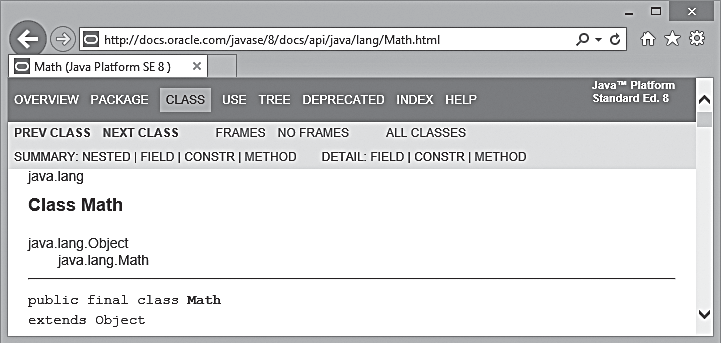 http://docs.oracle.com/javase/8/docs/api/java/lang/Math.html
Math (Java Platform SE 8 )
OVERVIEW PACKAGE CLASS USE TREE DEPRECATED INDEX HELP
Java™ Platform
Standard Ed. 8
PREV CLASS NEXT CLASS FRAMES NO FRAMES ALL CLASSES
SUMMARY: NESTED | FIELD | CONSTR | METHOD DETAIL: FIELD | CONSTR | METHOD
java.lang
Class Math
java.lang.Object
java.lang.Math
public final class Math
extends Object